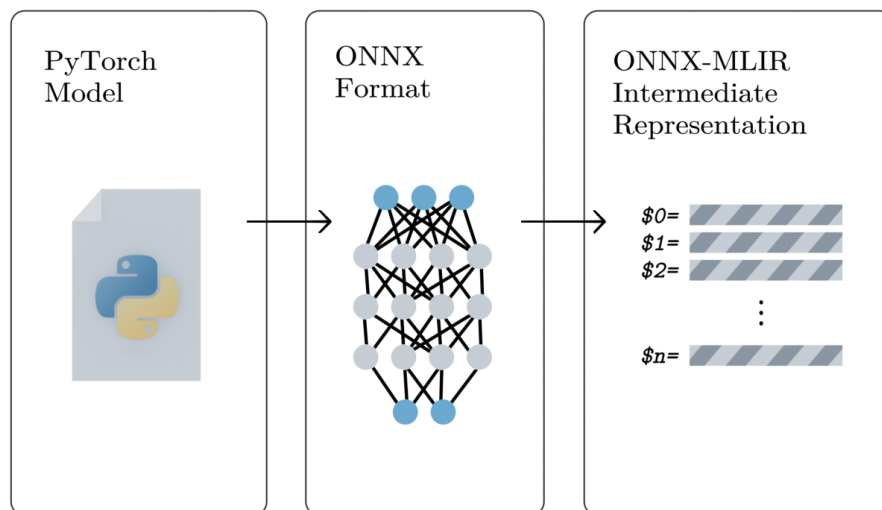 PyTorch
Model
ONNX
Format
ONNX-MLIR
Intermediate
Representation
$0=
$1=
$2=
⋮
$n=